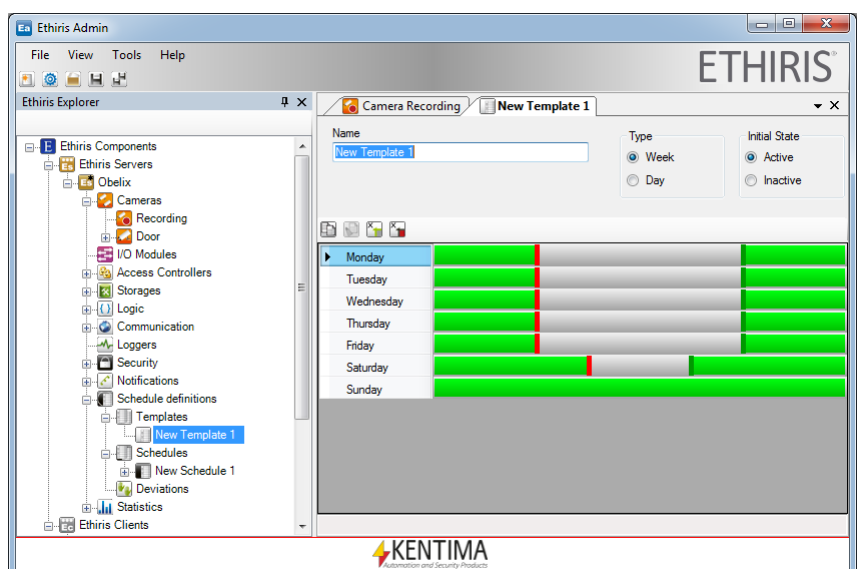 Ea Ethiris Admin
File View Tools Help
ETHIRIS®
Ethiris Explorer
Camera Recording
New Template 1
Name
New Template 1
Type
Week
Day
Initial State
Active
Inactive
E Ethiris Components
Ethiris Servers
Obelix
Cameras
Recording
Door
I/O Modules
Access Controllers
Storages
Logic
Communication
Loggers
Security
Notifications
Schedule definitions
Templates
New Template 1
Schedules
New Schedule 1
Deviations
Statistics
Ethiris Clients
Monday
Tuesday
Wednesday
Thursday
Friday
Saturday
Sunday
KENTIMA
Automation and Security Products